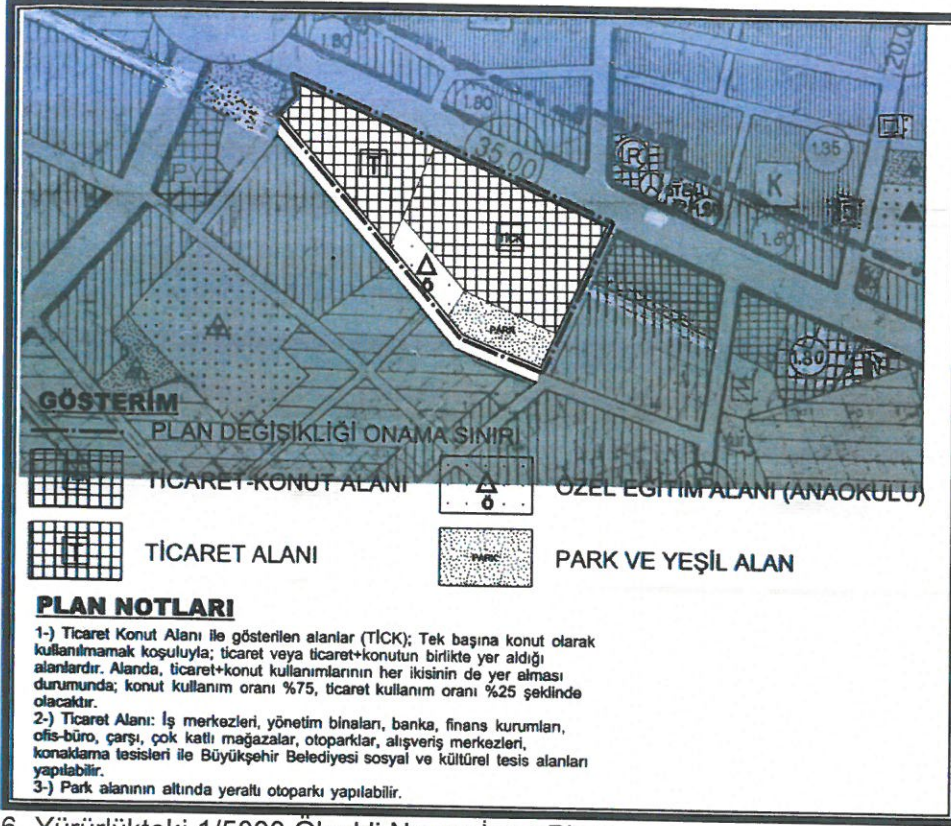 1.80
20.00
1.80
35.00
R
1.35
K
T
TİCK
1.80
PY
Ö
PARK
1.80
GÖSTERİM
PLAN DEĞİŞİKLİĞİ ONAMA SINIRI
TİCARET-KONUT ALANI
Ö
ÖZEL EĞİTİM ALANI (ANAOKULU)
T
TİCARET ALANI
PARK
PARK VE YEŞİL ALAN
PLAN NOTLARI
1-) Ticaret Konut Alanı ile gösterilen alanlar (TİCK); Tek başına konut olarak
kullanılmamak koşuluyla; ticaret veya ticaret+konutun birlikte yer aldığı
alanlardır. Alanda, ticaret+konut kullanımlarının her ikisinin de yer alması
durumunda; konut kullanım oranı %75, ticaret kullanım oranı %25 şeklinde
olacaktır.
2-) Ticaret Alanı: İş merkezleri, yönetim binaları, banka, finans kurumları,
ofis-büro, çarşı, çok katlı mağazalar, otoparklar, alışveriş merkezleri,
konaklama tesisleri ile Büyükşehir Belediyesi sosyal ve kültürel tesis alanları
yapılabilir.
3-) Park alanının altında yeraltı otoparkı yapılabilir.